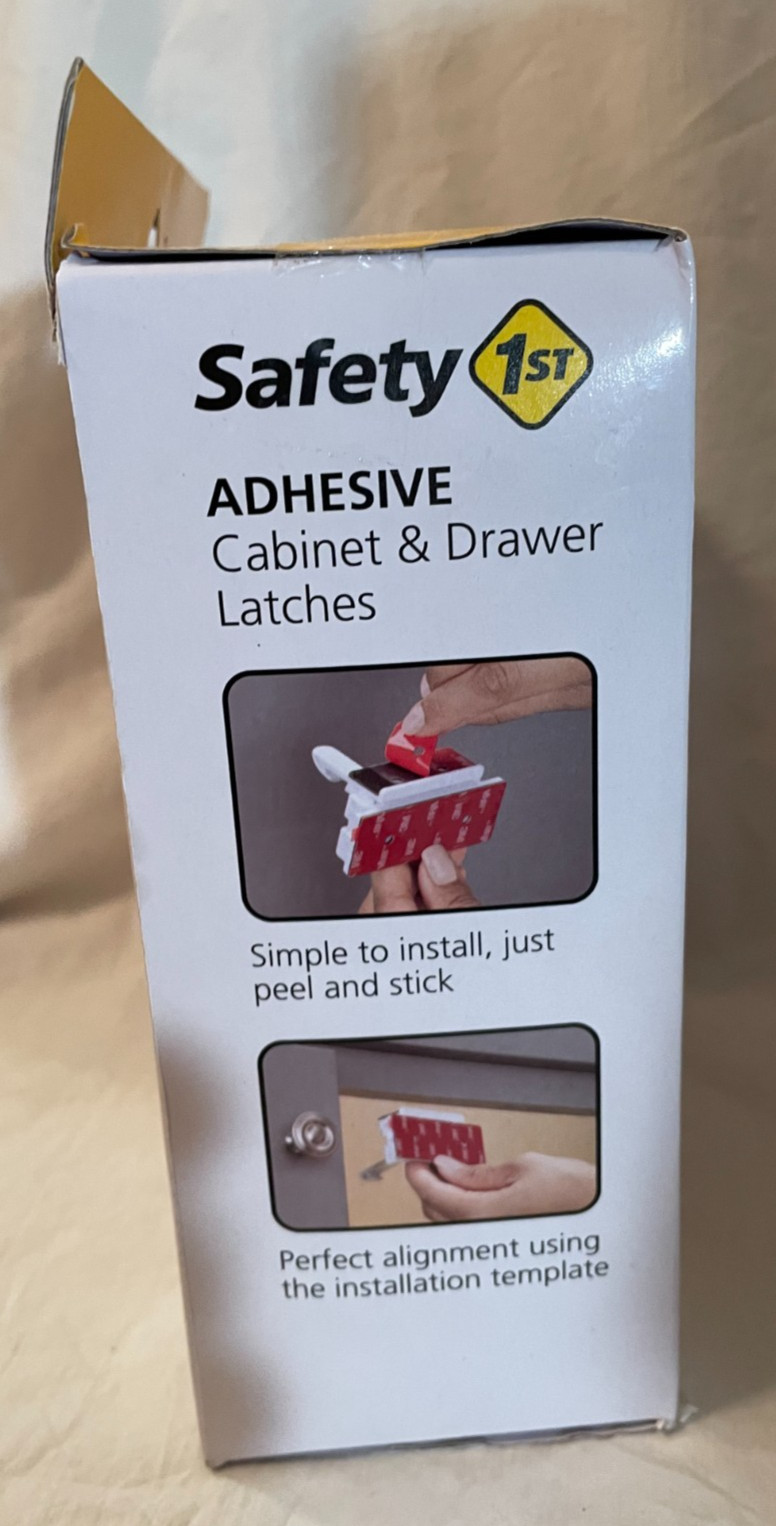 Safety 1ST
ADHESIVE
Cabinet & Drawer
Latches
Simple to install, just
peel and stick
Perfect alignment using
the installation template